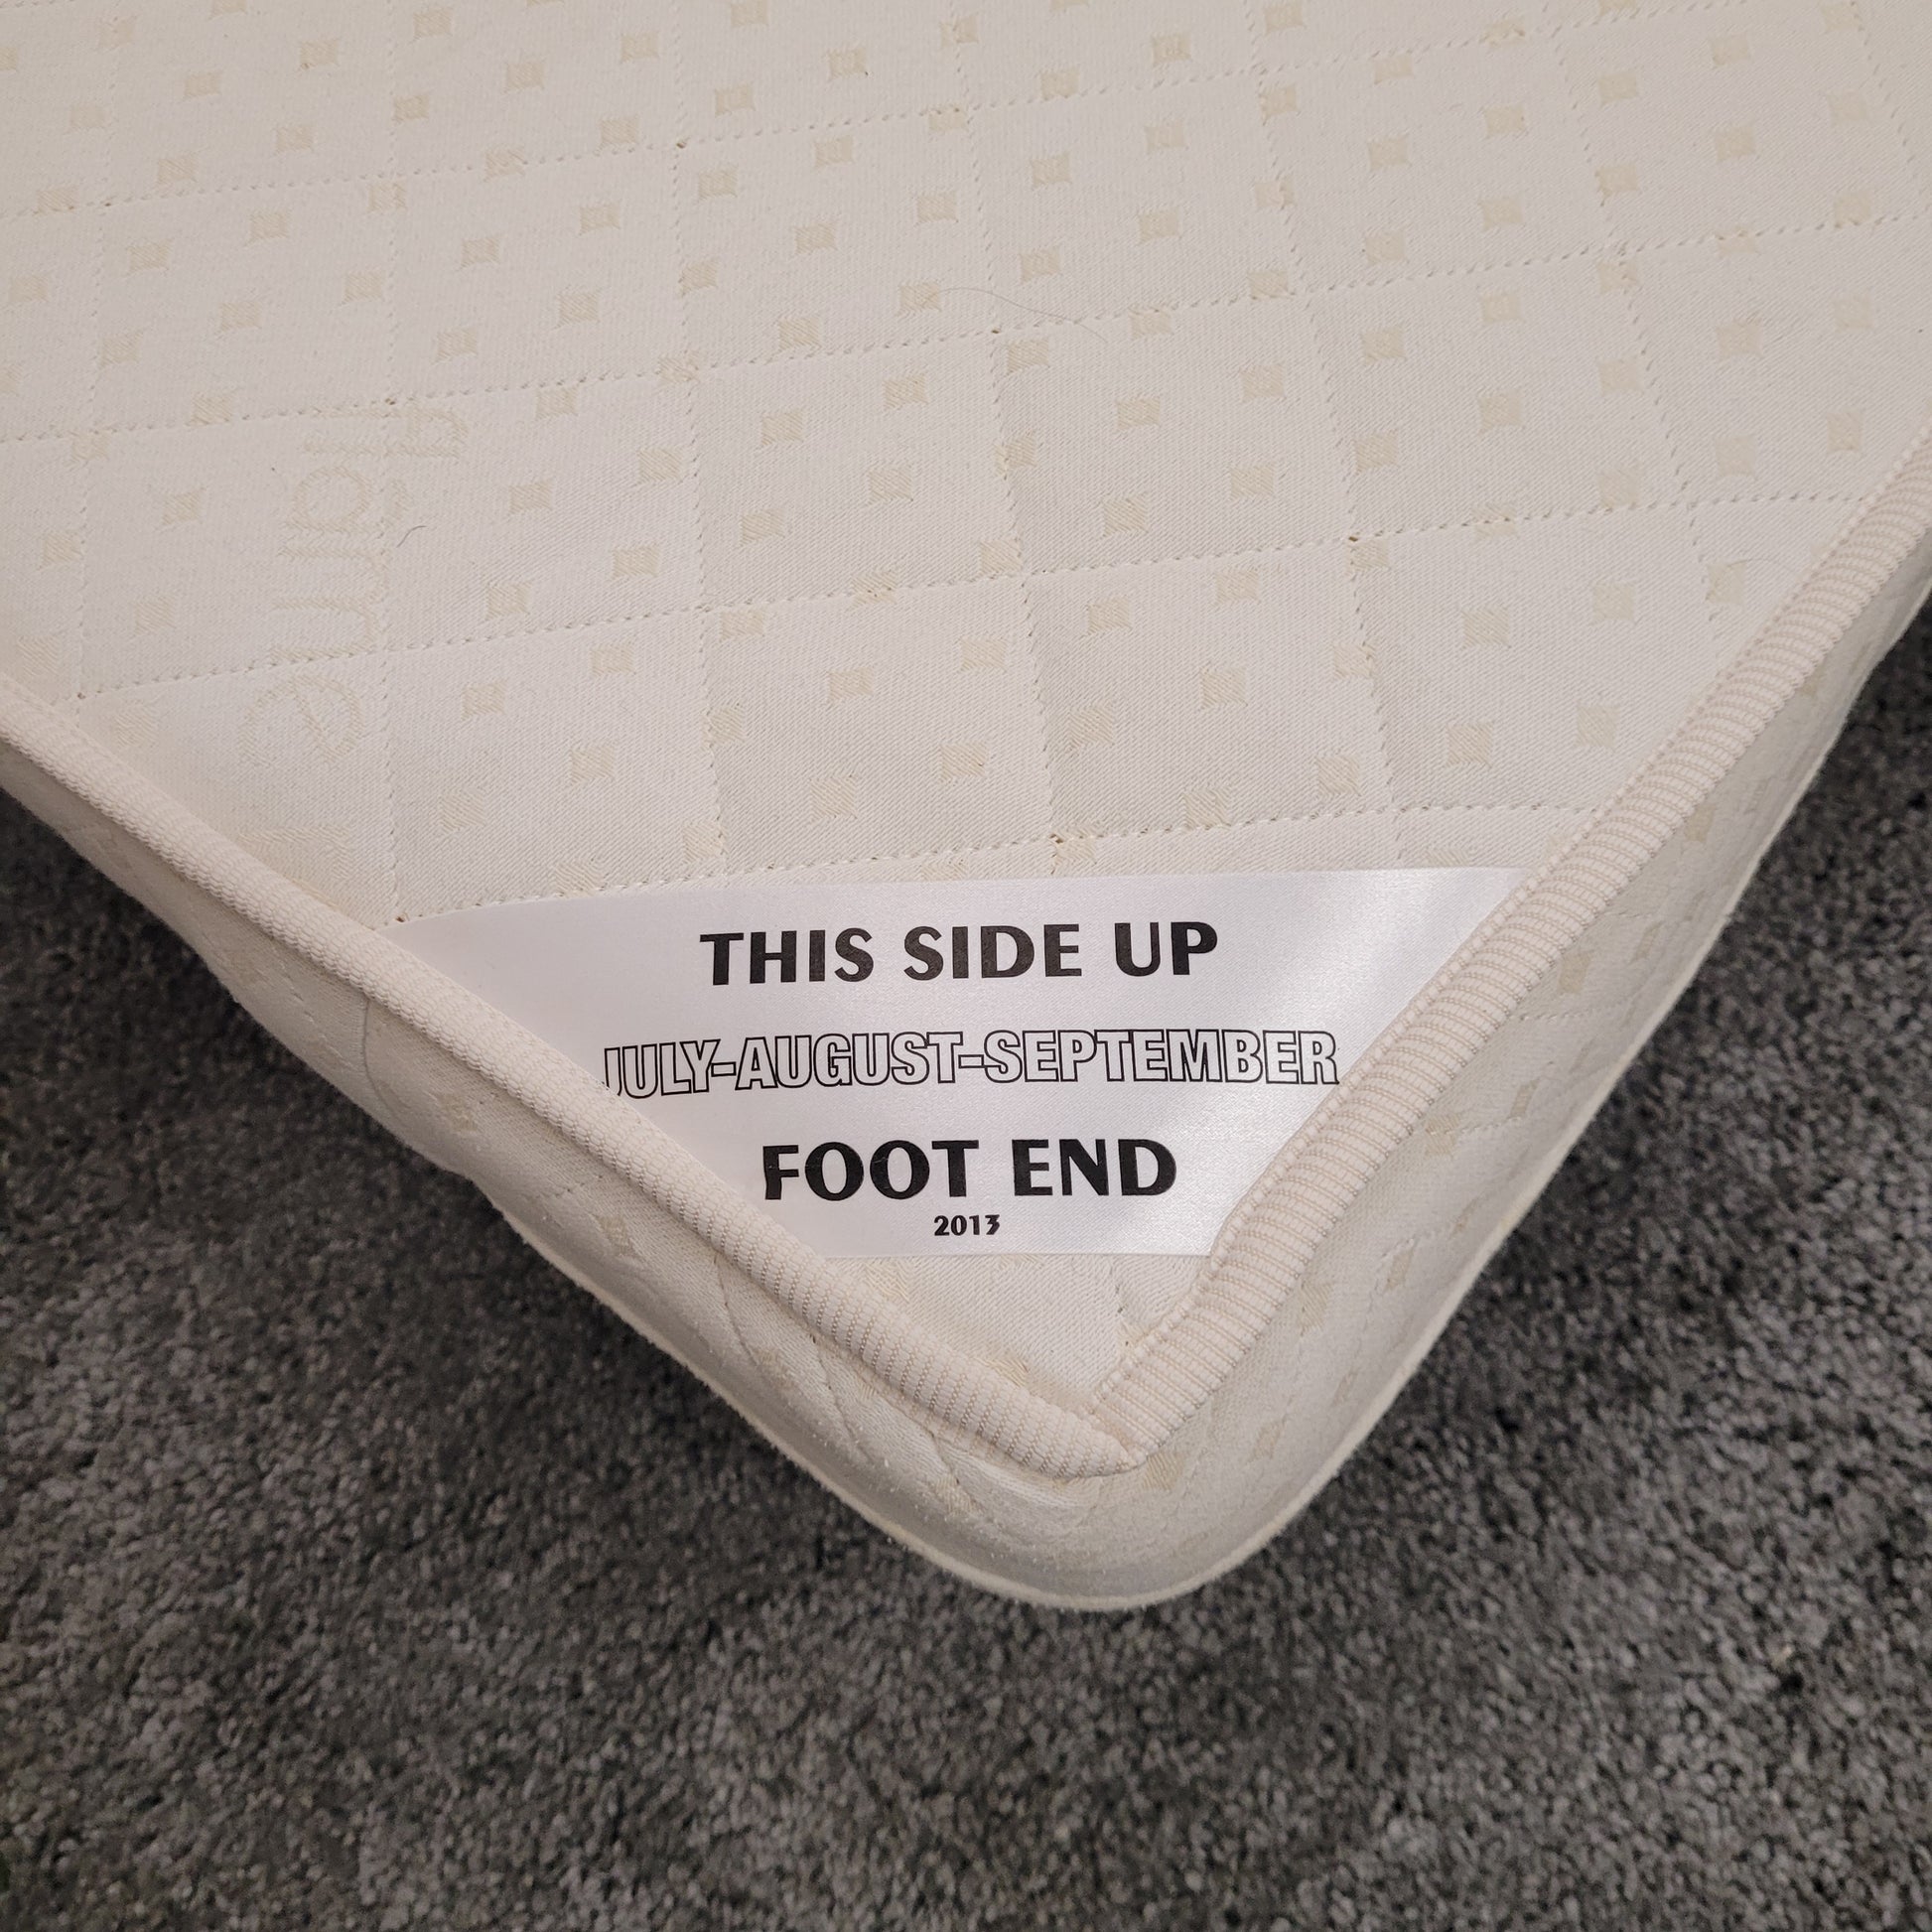 THIS SIDE UP
JULY-AUGUST-SEPTEMBER
FOOT END
2013